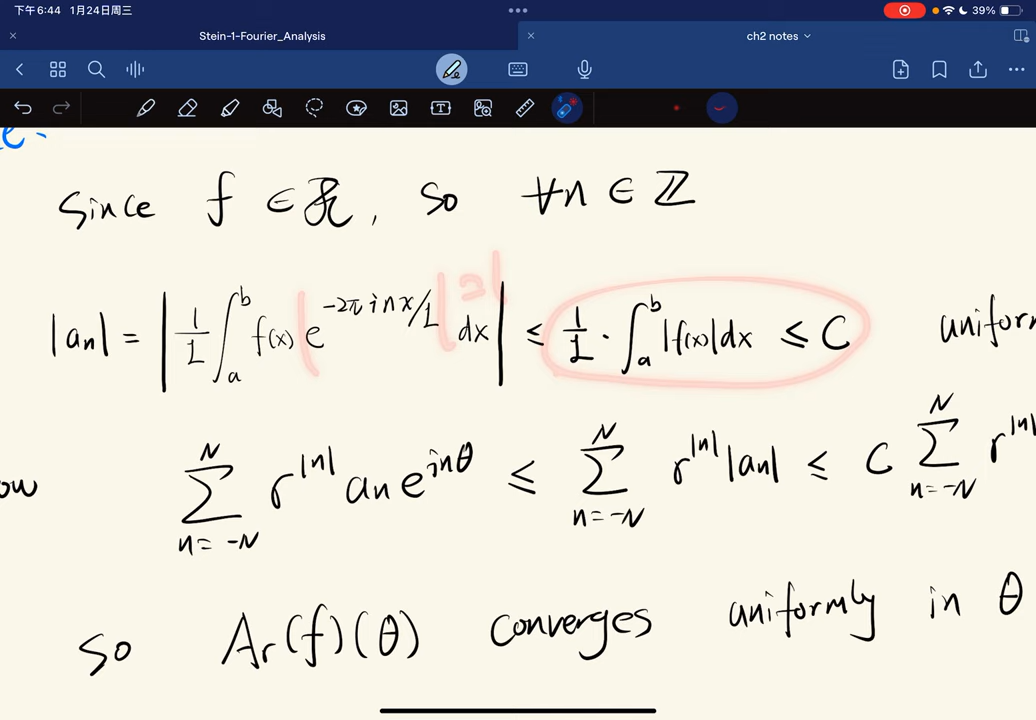 下午6:44 1月24日周三 39%
Stein-1-Fourier_Analysis ch2 notes
e.
since f ∈ R, so ∀n ∈ ℤ
|an| = | 1/L ∫_a^b f(x) |e^{-2πinx/L}| dx | ≤ 1/L · ∫_a^b |f(x)|dx ≤ C uniform
=1
ow ∑_{n=-N}^{N} r^{|n|} an e^{inθ} ≤ ∑_{n=-N}^{N} r^{|n|} |an| ≤ C ∑_{n=-N}^{N} r^{|n|
so Ar(f)(θ) converges uniformly in θ